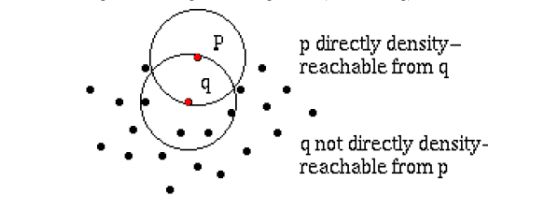 p
p directly density–
reachable from q
q
q not directly density-
reachable from p